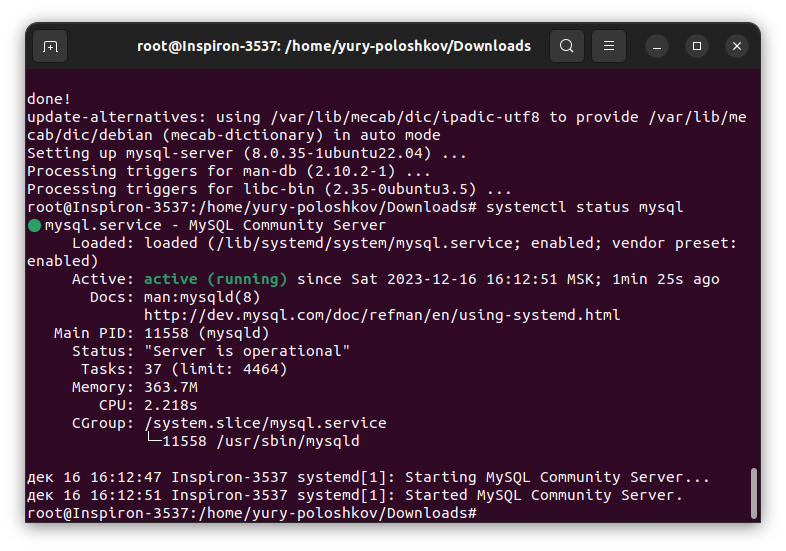 root@Inspiron-3537: /home/yury-poloshkov/Downloads
done!
update-alternatives: using /var/lib/mecab/dic/ipadic-utf8 to provide /var/lib/me
cab/dic/debian (mecab-dictionary) in auto mode
Setting up mysql-server (8.0.35-1ubuntu22.04) ...
Processing triggers for man-db (2.10.2-1) ...
Processing triggers for libc-bin (2.35-0ubuntu3.5) ...
root@Inspiron-3537:/home/yury-poloshkov/Downloads# systemctl status mysql
mysql.service - MySQL Community Server
Loaded: loaded (/lib/systemd/system/mysql.service; enabled; vendor preset:
enabled)
Active: active (running) since Sat 2023-12-16 16:12:51 MSK; 1min 25s ago
Docs: man:mysqld(8)
http://dev.mysql.com/doc/refman/en/using-systemd.html
Main PID: 11558 (mysqld)
Status: "Server is operational"
Tasks: 37 (limit: 4464)
Memory: 363.7M
CPU: 2.218s
CGroup: /system.slice/mysql.service
└─11558 /usr/sbin/mysqld
дек 16 16:12:47 Inspiron-3537 systemd[1]: Starting MySQL Community Server...
дек 16 16:12:51 Inspiron-3537 systemd[1]: Started MySQL Community Server.
root@Inspiron-3537:/home/yury-poloshkov/Downloads#